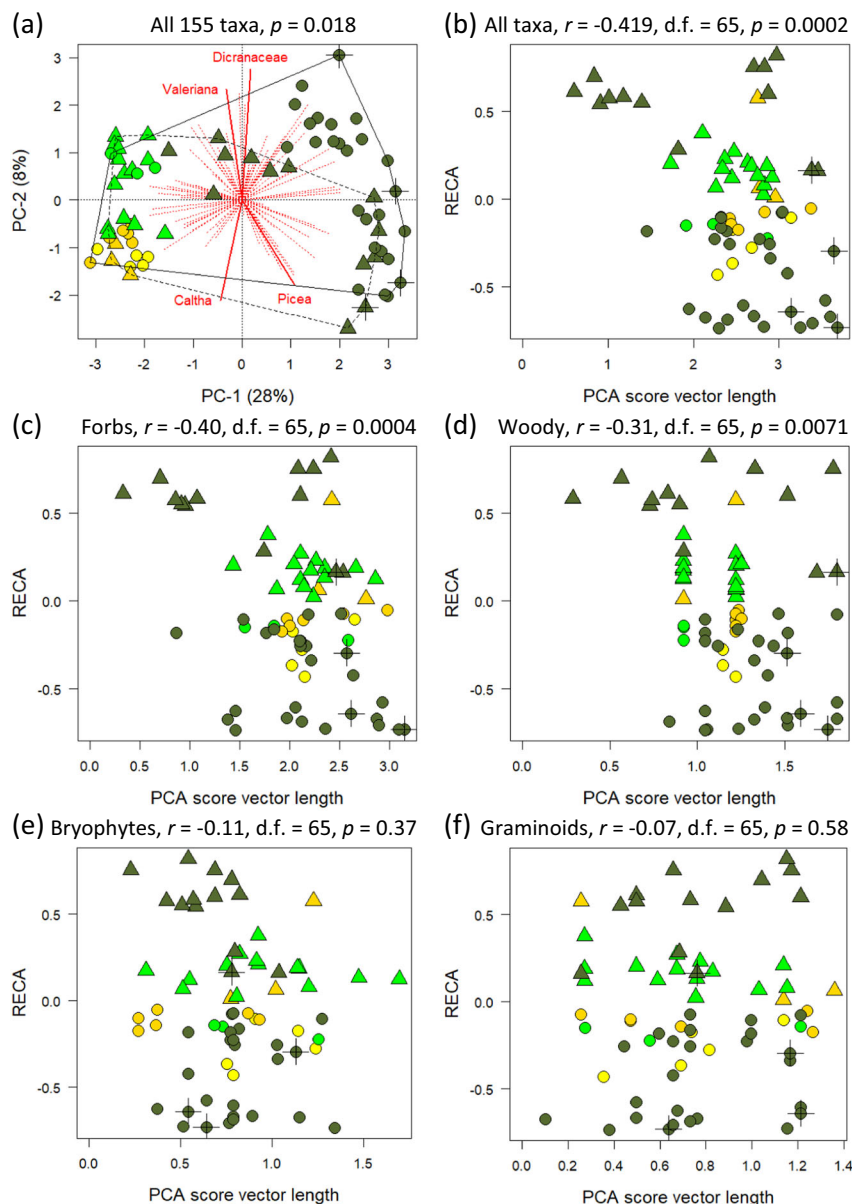 (a) All 155 taxa, p = 0.018
3
2
1
0
-1
-2
PC-2 (8%)
Dicranaceae
Valeriana
Caltha
Picea
-3 -2 -1 0 1 2 3
PC-1 (28%)
(b) All taxa, r = -0.419, d.f. = 65, p = 0.0002
0.5
0.0
-0.5
RECA
1 2 3
PCA score vector length
(c) Forbs, r = -0.40, d.f. = 65, p = 0.0004
0.5
0.0
-0.5
RECA
0.0 0.5 1.0 1.5 2.0 2.5 3.0
PCA score vector length
(d) Woody, r = -0.31, d.f. = 65, p = 0.0071
0.5
0.0
-0.5
RECA
0.0 0.5 1.0 1.5
PCA score vector length
(e) Bryophytes, r = -0.11, d.f. = 65, p = 0.37
0.5
0.0
-0.5
RECA
0.0 0.5 1.0 1.5
PCA score vector length
(f) Graminoids, r = -0.07, d.f. = 65, p = 0.58
0.5
0.0
-0.5
RECA
0.0 0.2 0.4 0.6 0.8 1.0 1.2 1.4
PCA score vector length